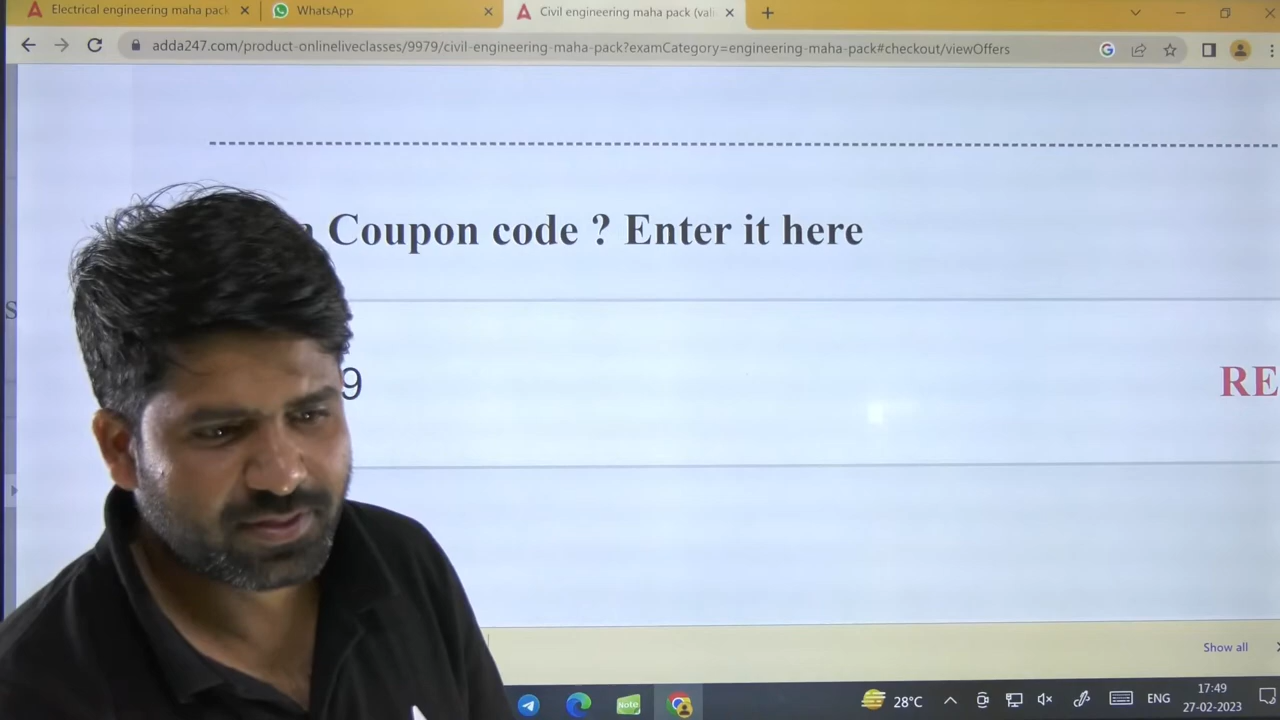 Electrical engineering maha pack
WhatsApp
Civil engineering maha pack (vali
adda247.com/product-onlineliveclasses/9979/civil-engineering-maha-pack?examCategory=engineering-maha-pack#checkout/viewOffers
Coupon code ? Enter it here
9
RE
Show all
Note
28°C
ENG
17:49
27-02-2023